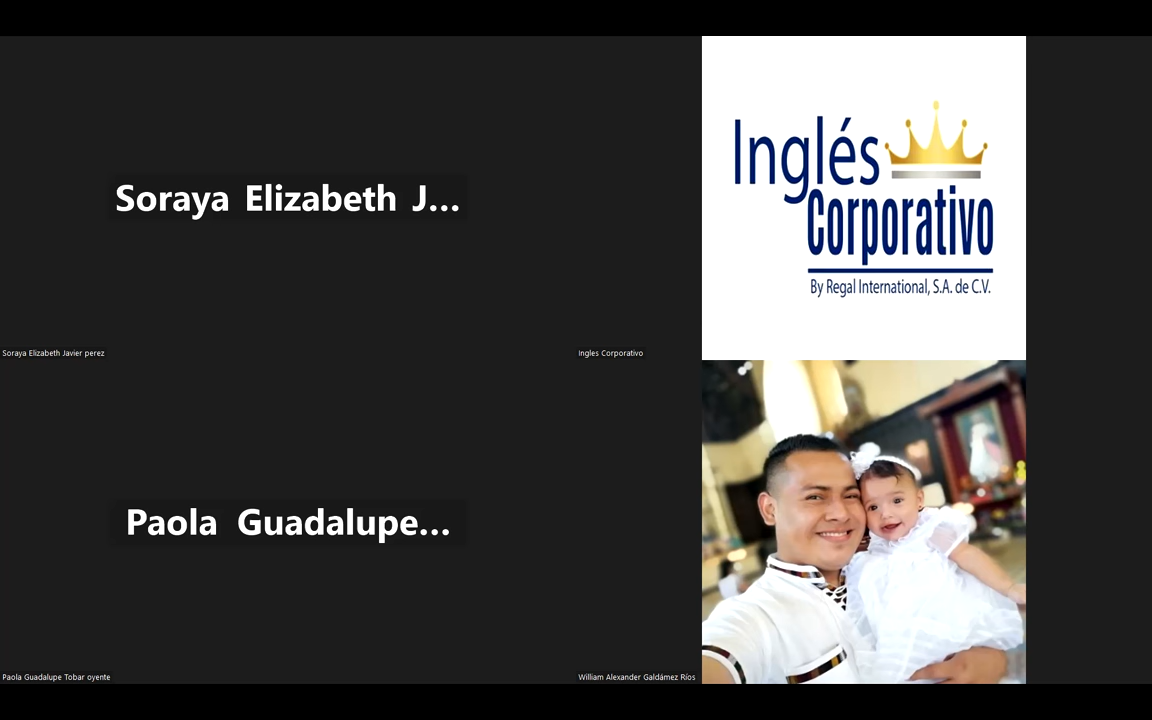 Soraya Elizabeth J...
Soraya Elizabeth Javier perez
Inglés
Corporativo
By Regal International, S.A. de C.V.
Ingles Corporativo
Paola Guadalupe...
Paola Guadalupe Tobar oyente
William Alexander Galdámez Ríos